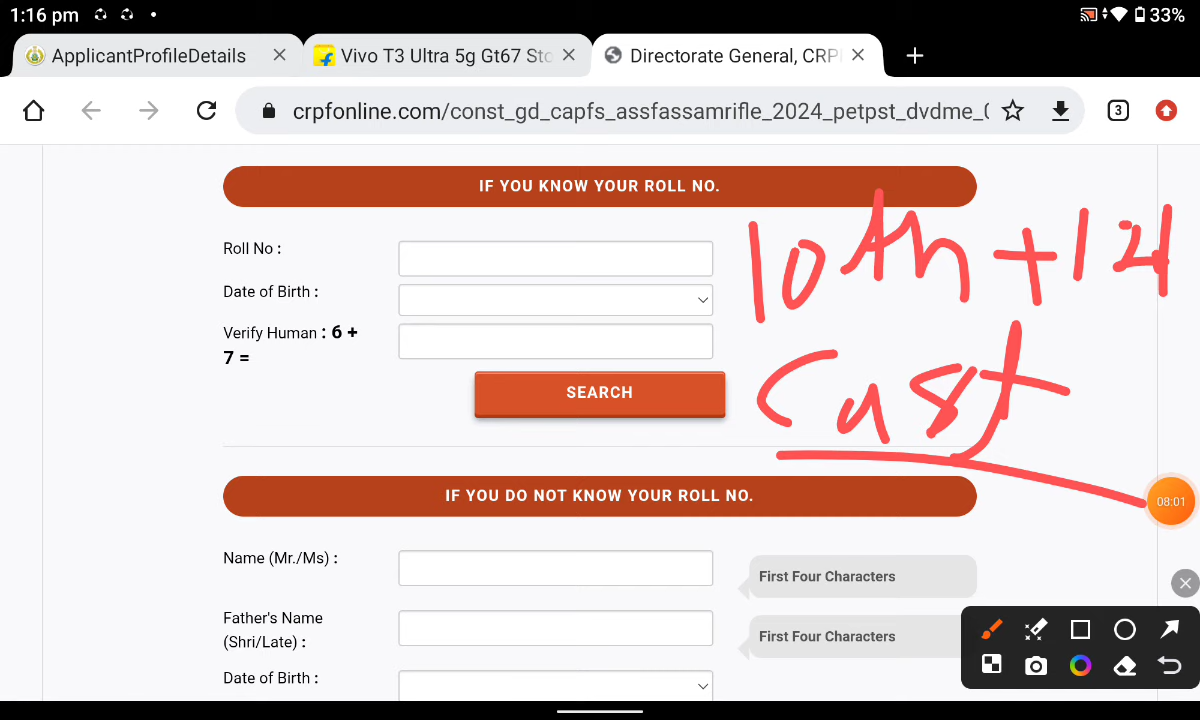 1:16 pm 33%
ApplicantProfileDetails
Vivo T3 Ultra 5g Gt67 Sto
Directorate General, CRP
crpfonline.com/const_gd_capfs_assfassamrifle_2024_petpst_dvdme_0
3
IF YOU KNOW YOUR ROLL NO.
Roll No :
Date of Birth :
Verify Human : 6 +
7 =
SEARCH
10th + 12
Cast
08:01
IF YOU DO NOT KNOW YOUR ROLL NO.
Name (Mr./Ms) :
First Four Characters
Father's Name
(Shri/Late) :
First Four Characters
Date of Birth :